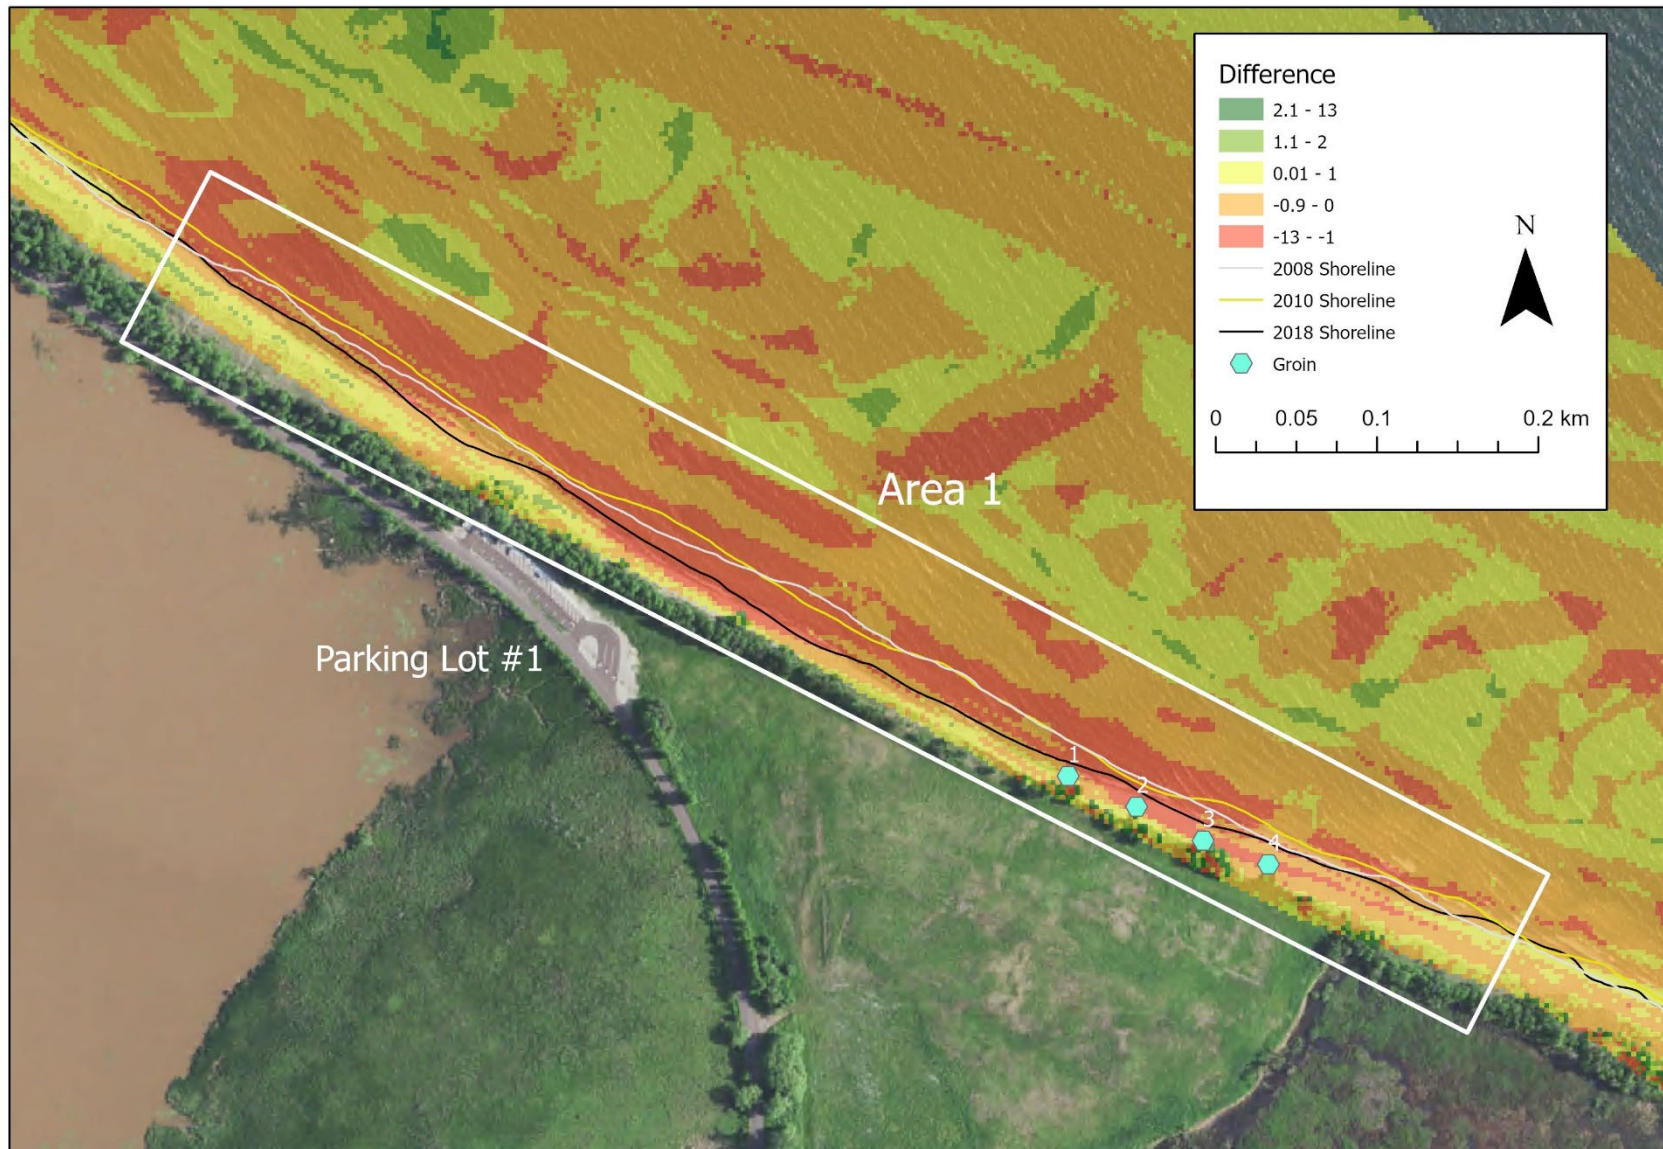 Difference
2.1 - 13
1.1 - 2
0.01 - 1
-0.9 - 0
-13 - -1
2008 Shoreline
2010 Shoreline
2018 Shoreline
Groin
N
0 0.05 0.1 0.2 km
Area 1
Parking Lot #1
1
2
3
4